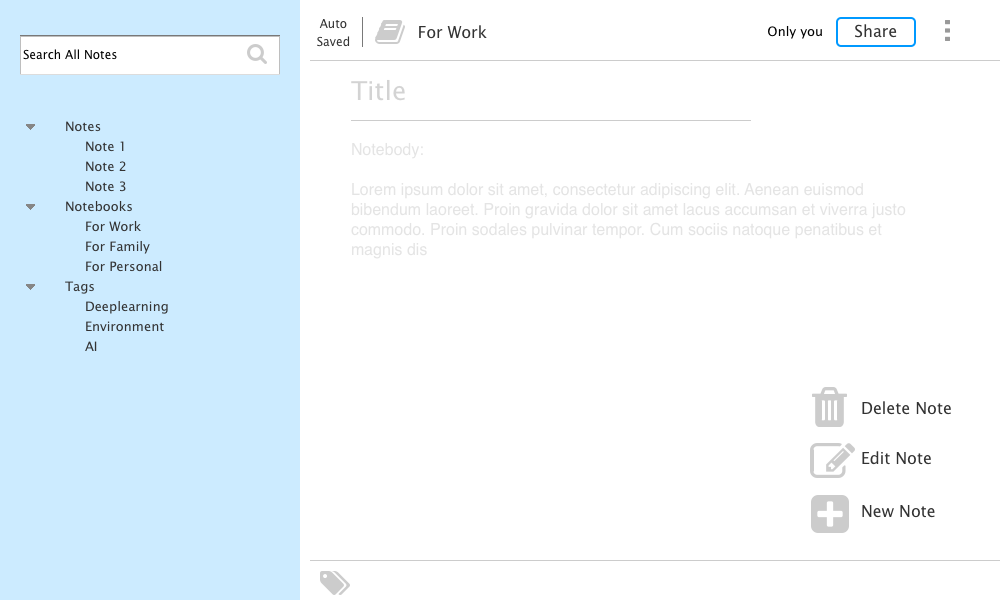 Search All Notes
Notes
Note 1
Note 2
Note 3
Notebooks
For Work
For Family
For Personal
Tags
Deeplearning
Environment
AI
Auto
Saved
For Work
Only you
Share
Title
Notebody:
Lorem ipsum dolor sit amet, consectetur adipiscing elit. Aenean euismod
bibendum laoreet. Proin gravida dolor sit amet lacus accumsan et viverra justo
commodo. Proin sodales pulvinar tempor. Cum sociis natoque penatibus et
magnis dis
Delete Note
Edit Note
New Note